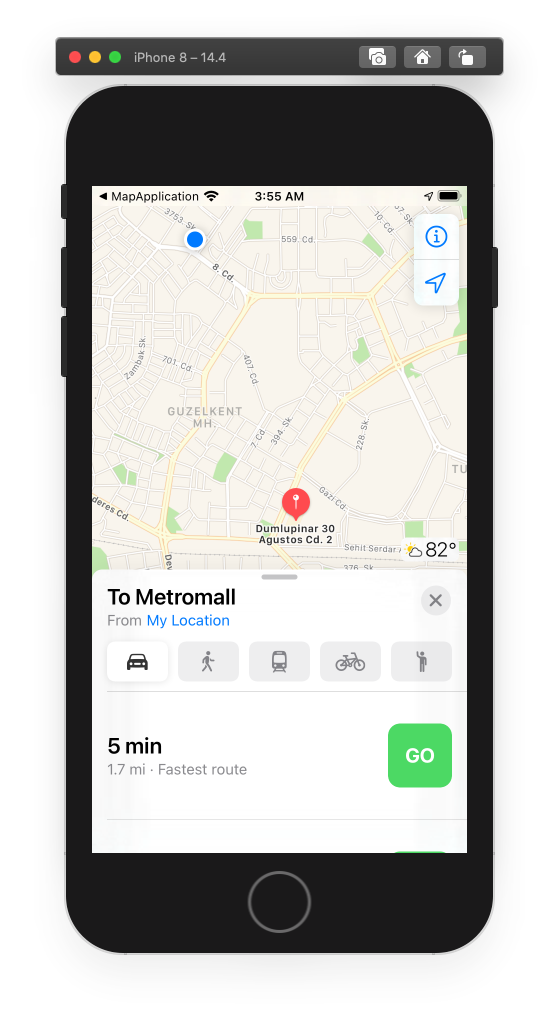 iPhone 8 – 14.4
MapApplication
3:55 AM
3753. Sk.
10. Cd.
37. Sk.
559. Cd.
8. Cd.
Zambak Sk.
701. Cd.
407. Cd.
GUZELKENT
MH.
7. Cd.
394. Sk.
228. Sk.
TU
Gazi Cd.
deres Cd.
Dumlupinar 30
Agustos Cd. 2
Dev
Sehit Serdar
82°
376. Sk.
To Metromall
From My Location
5 min
1.7 mi · Fastest route
GO